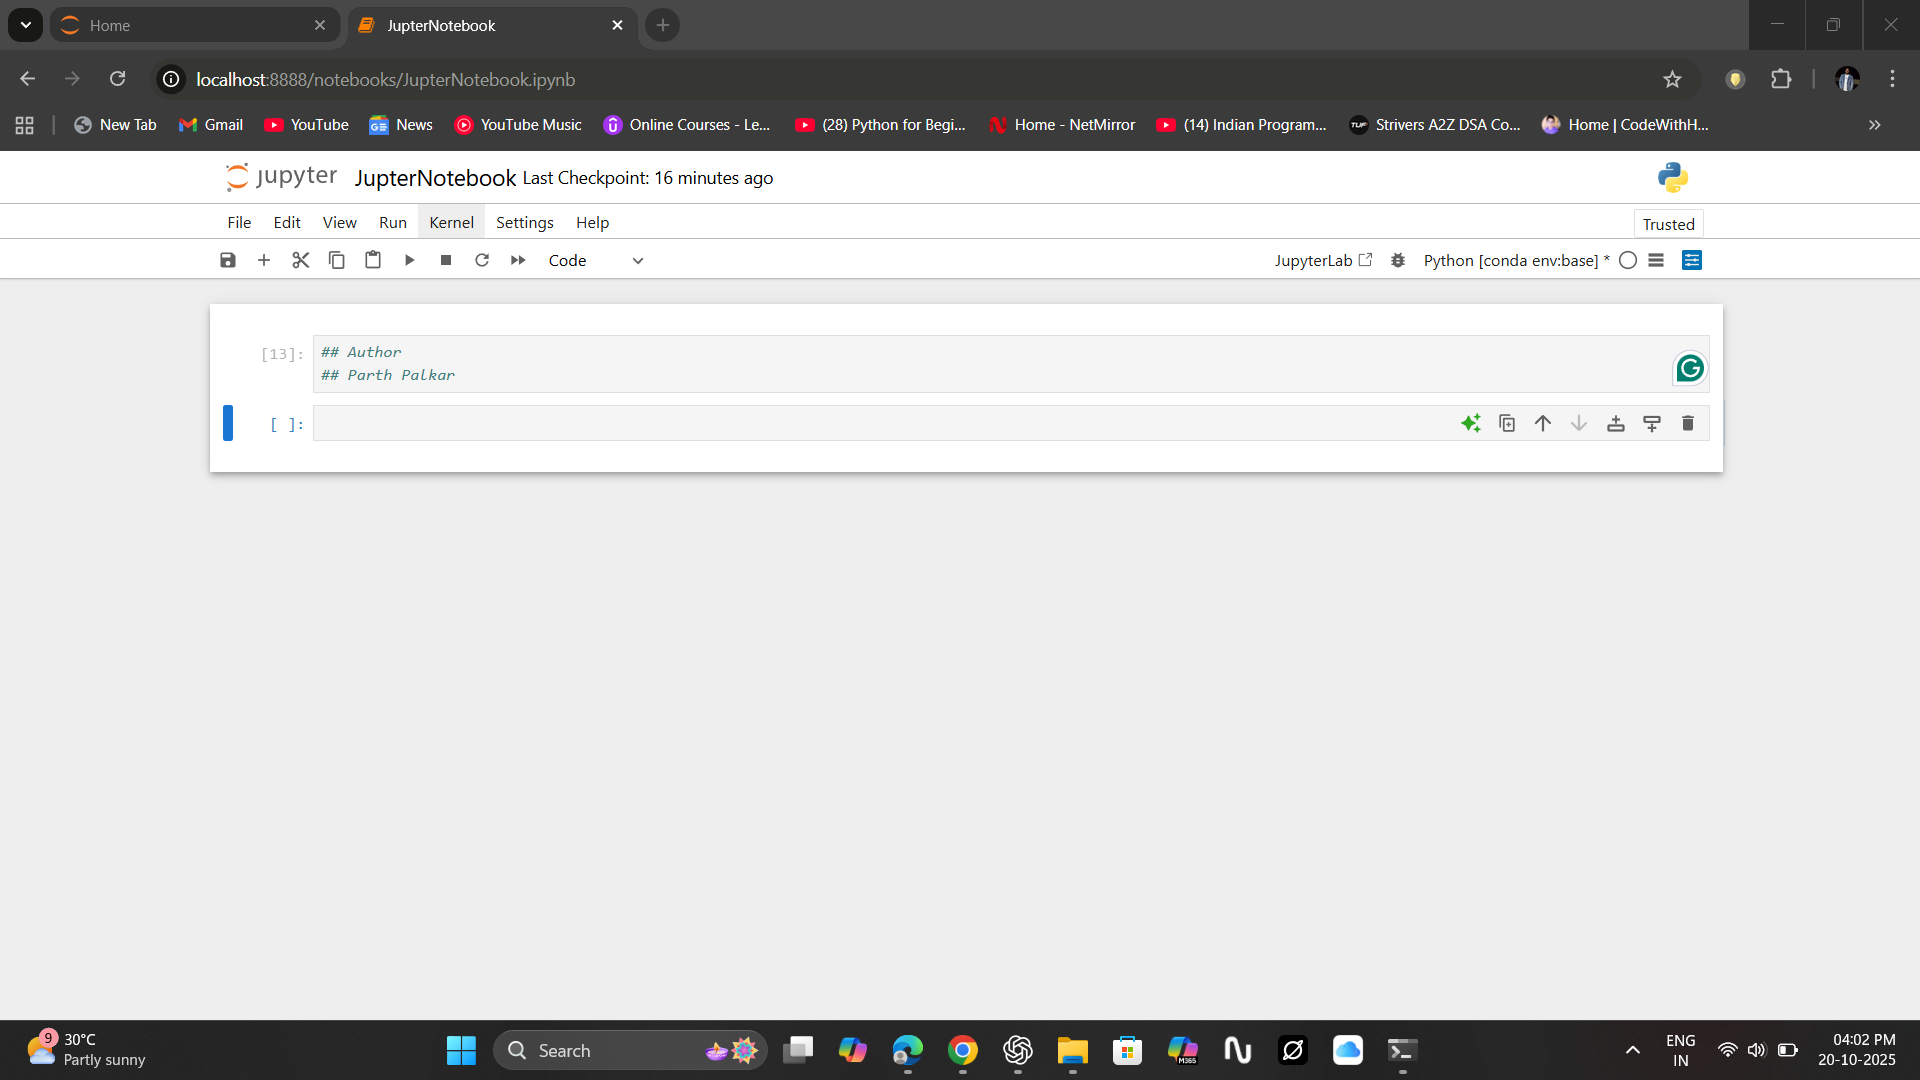 Home
JupterNotebook
localhost:8888/notebooks/JupterNotebook.ipynb
New Tab
Gmail
YouTube
News
YouTube Music
Online Courses - Le...
(28) Python for Begi...
Home - NetMirror
(14) Indian Program...
TUF
Strivers A2Z DSA Co...
Home | CodeWithH...
jupyter
JupterNotebook Last Checkpoint: 16 minutes ago
File
Edit
View
Run
Kernel
Settings
Help
Trusted
Code
JupyterLab
Python [conda env:base] *
[13]:
## Author
## Parth Palkar
[ ]:
9
30°C
Partly sunny
Search
M365
ENG
IN
04:02 PM
20-10-2025